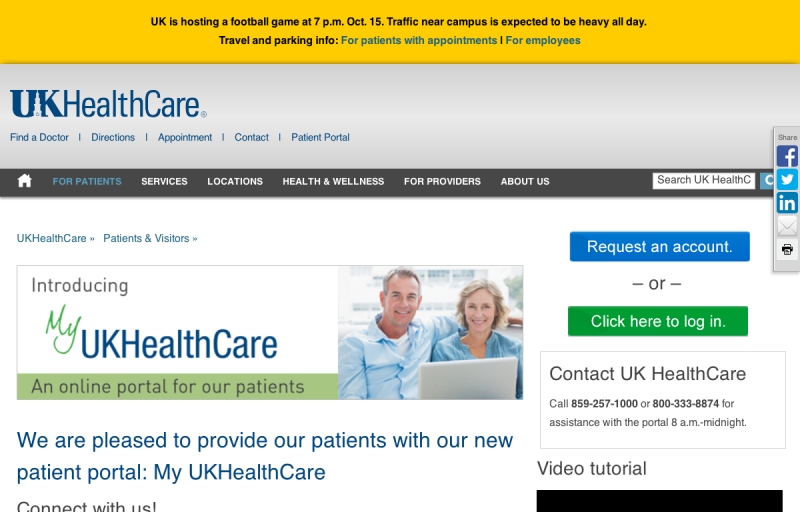 UK is hosting a football game at 7 p.m. Oct. 15. Traffic near campus is expected to be heavy all day.
Travel and parking info: For patients with appointments | For employees
UKHealthCare®
Find a Doctor | Directions | Appointment | Contact | Patient Portal
Share
FOR PATIENTS SERVICES LOCATIONS HEALTH & WELLNESS FOR PROVIDERS ABOUT US
Search UK HealthC
UKHealthCare » Patients & Visitors »
Introducing
My UKHealthCare
An online portal for our patients
We are pleased to provide our patients with our new
patient portal: My UKHealthCare
Connect with us!
Request an account.
– or –
Click here to log in.
Contact UK HealthCare
Call 859-257-1000 or 800-333-8874 for
assistance with the portal 8 a.m.-midnight.
Video tutorial